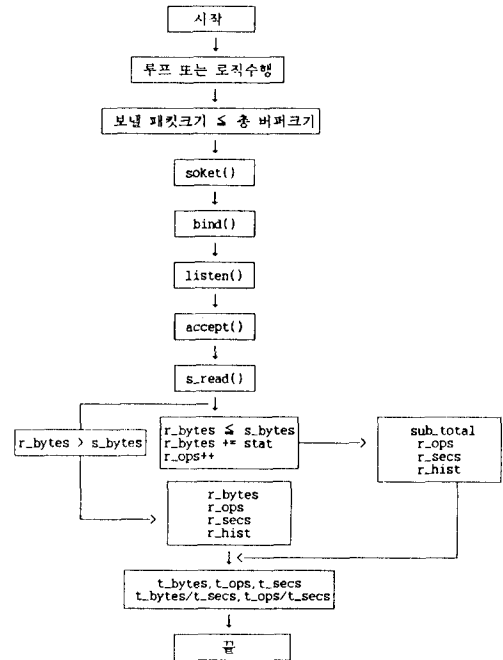 시작
루프 또는 로직수행
보낼 패킷크기 ≦ 총 버퍼크기
soket()
bind()
listen()
accept()
s_read()
r_bytes > s_bytes
r_bytes ≦ s_bytes
r_bytes += stat
r_ops++
sub_total
r_ops
r_secs
r_hist
r_bytes
r_ops
r_secs
r_hist
t_bytes, t_ops, t_secs
t_bytes/t_secs, t_ops/t_secs
끝